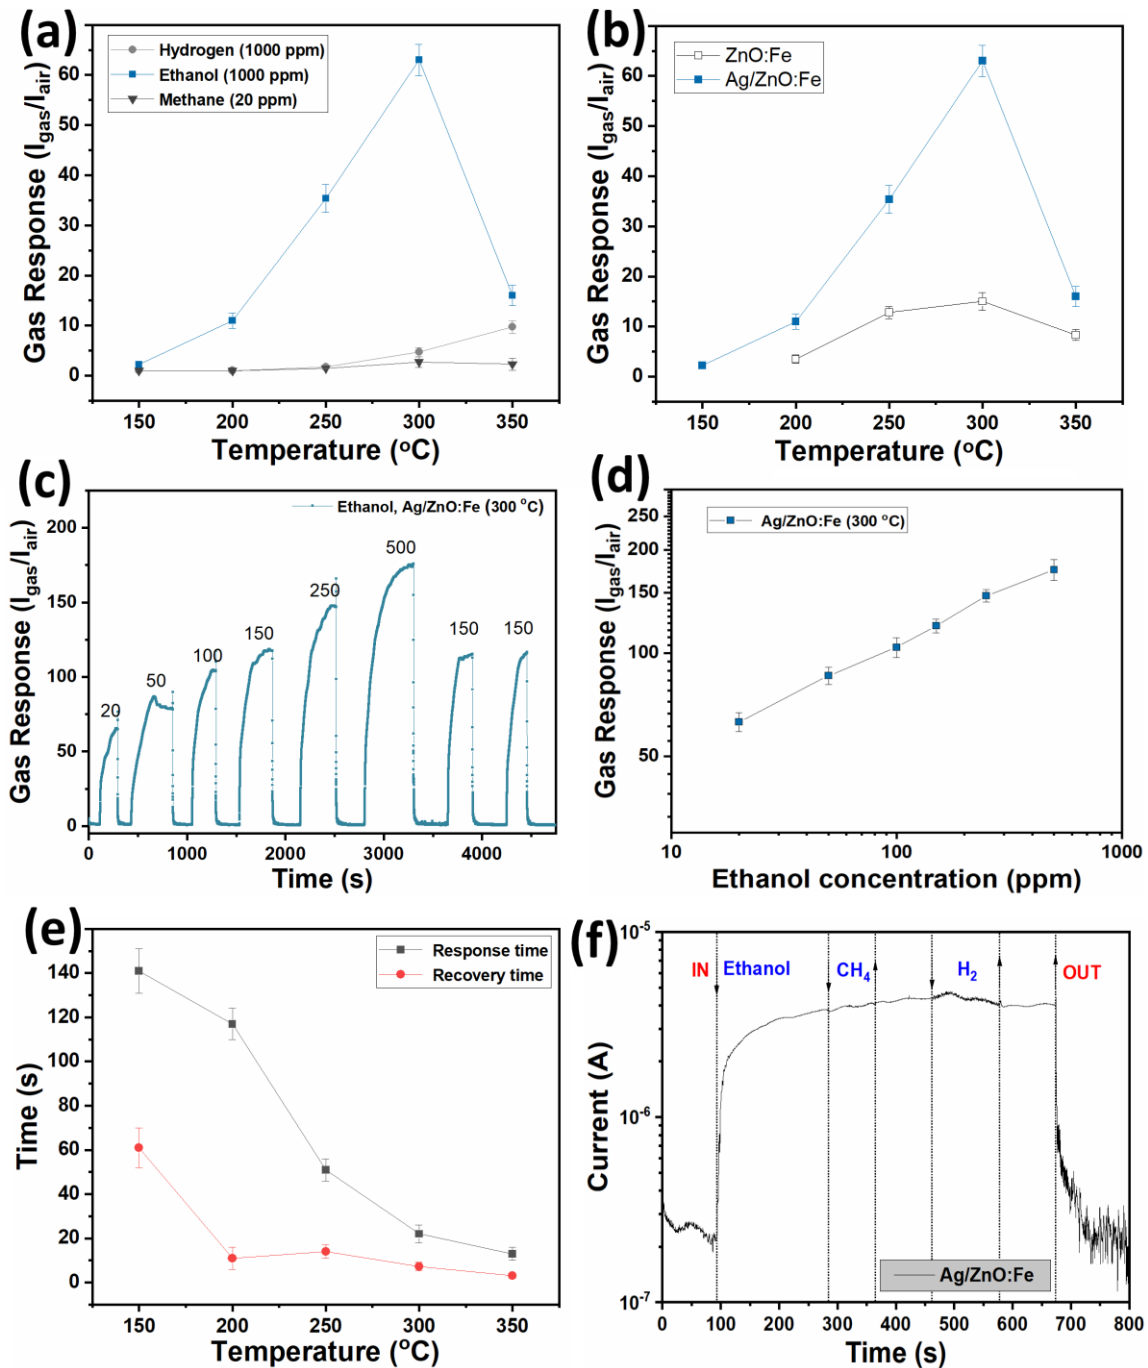 (a)
Hydrogen (1000 ppm)
Ethanol (1000 ppm)
Methane (20 ppm)
Gas Response (Igas/Iair)
60
50
40
30
20
10
0
150 200 250 300 350
Temperature (°C)
(b)
ZnO:Fe
Ag/ZnO:Fe
Gas Response (Igas/Iair)
60
50
40
30
20
10
0
150 200 250 300 350
Temperature (°C)
(c)
Ethanol, Ag/ZnO:Fe (300 °C)
Gas Response (Igas/Iair)
200
150
100
50
0
20 50 100 150 250 500 150 150
0 1000 2000 3000 4000
Time (s)
(d)
Ag/ZnO:Fe (300 °C)
Gas Response (Igas/Iair)
250
200
150
100
50
10 100 1000
Ethanol concentration (ppm)
(e)
Response time
Recovery time
Time (s)
140
120
100
80
60
40
20
0
150 200 250 300 350
Temperature (°C)
(f)
Current (A)
10-5
10-6
10-7
IN Ethanol CH4 H2 OUT
Ag/ZnO:Fe
0 100 200 300 400 500 600 700 800
Time (s)